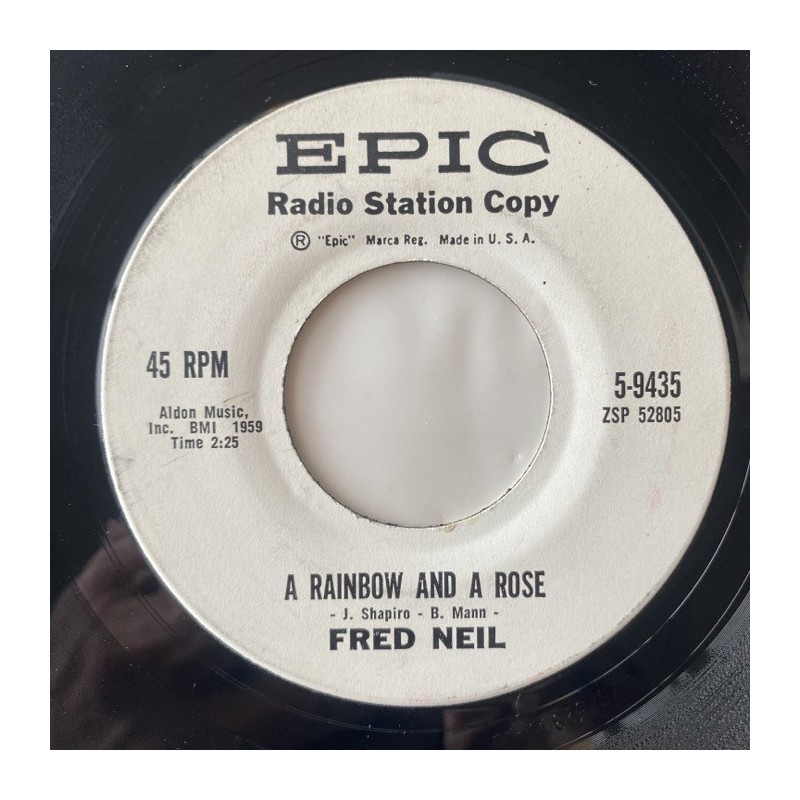 EPIC
Radio Station Copy
® "Epic" Marca Reg. Made in U. S. A.
45 RPM
Aldon Music,
Inc. BMI 1959
Time 2:25
5-9435
ZSP 52805
A RAINBOW AND A ROSE
- J. Shapiro - B. Mann -
FRED NEIL